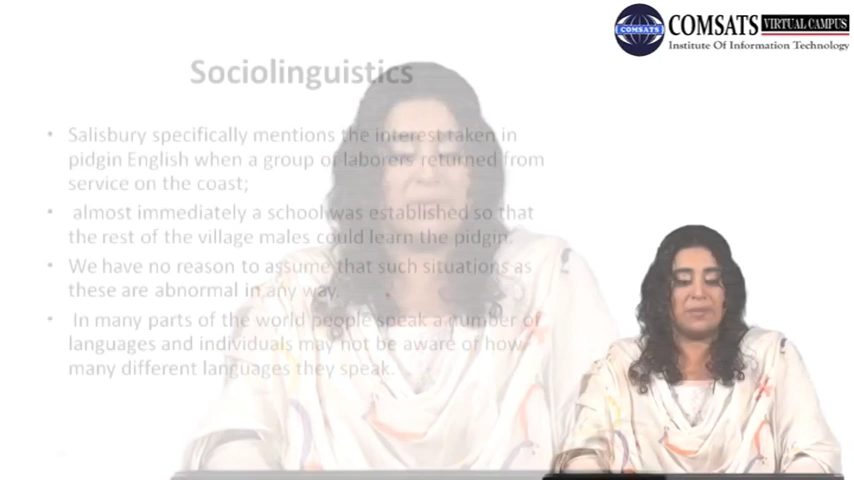 COMSATS VIRTUAL CAMPUS
COMSATS
Institute Of Information Technology
Sociolinguistics
• Salisbury specifically mentions the interest taken in
pidgin English when a group of laborers returned from
service on the coast;
• almost immediately a school was established so that
the rest of the village males could learn the pidgin.
• We have no reason to assume that such situations as
these are abnormal in any way.
• In many parts of the world people speak a number of
languages and individuals may not be aware of how
many different languages they speak.